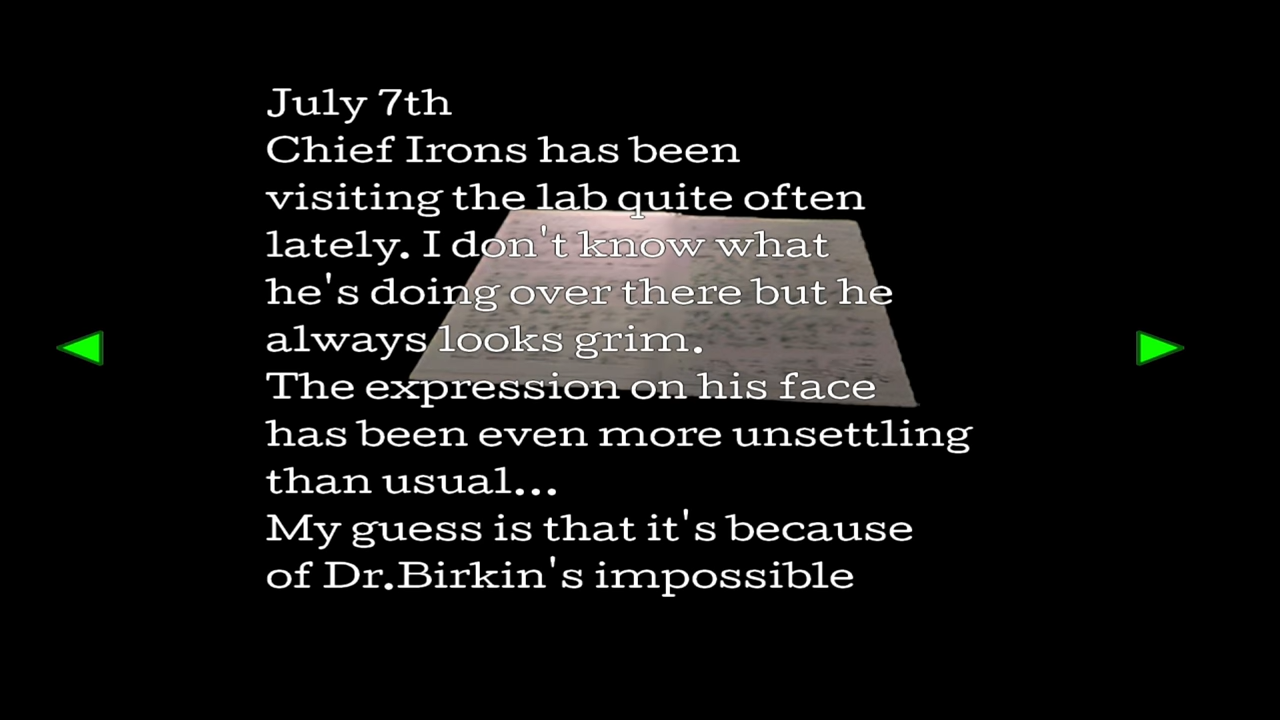 July 7th
Chief Irons has been
visiting the lab quite often
lately. I don't know what
he's doing over there but he
always looks grim.
The expression on his face
has been even more unsettling
than usual...
My guess is that it's because
of Dr.Birkin's impossible